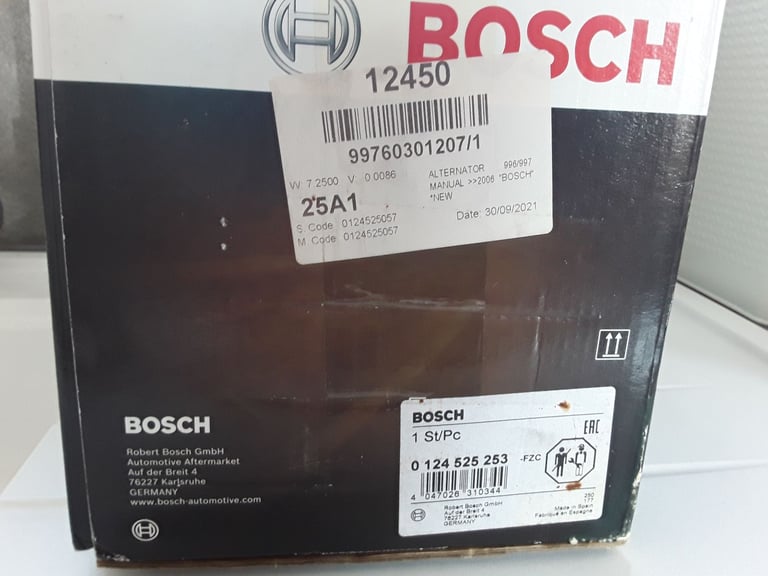 BOSCH
12450
99760301207/1
W 7.2500 V 0.0086
ALTERNATOR 996/997
MANUAL >>2006 "BOSCH"
*NEW
25A1
S. Code 0124525057
M. Code 0124525057
Date: 30/09/2021
BOSCH
Robert Bosch GmbH
Automotive Aftermarket
Auf der Breit 4
76227 Karlsruhe
GERMANY
www.bosch-automotive.com
BOSCH
1 St/Pc
EAC
0 124 525 253 -FZC
4 047026 310344
Robert Bosch GmbH
Auf der Breit 4
76227 Karlsruhe
GERMANY
250
177
Made in Spain
Fabriqué en Espagne